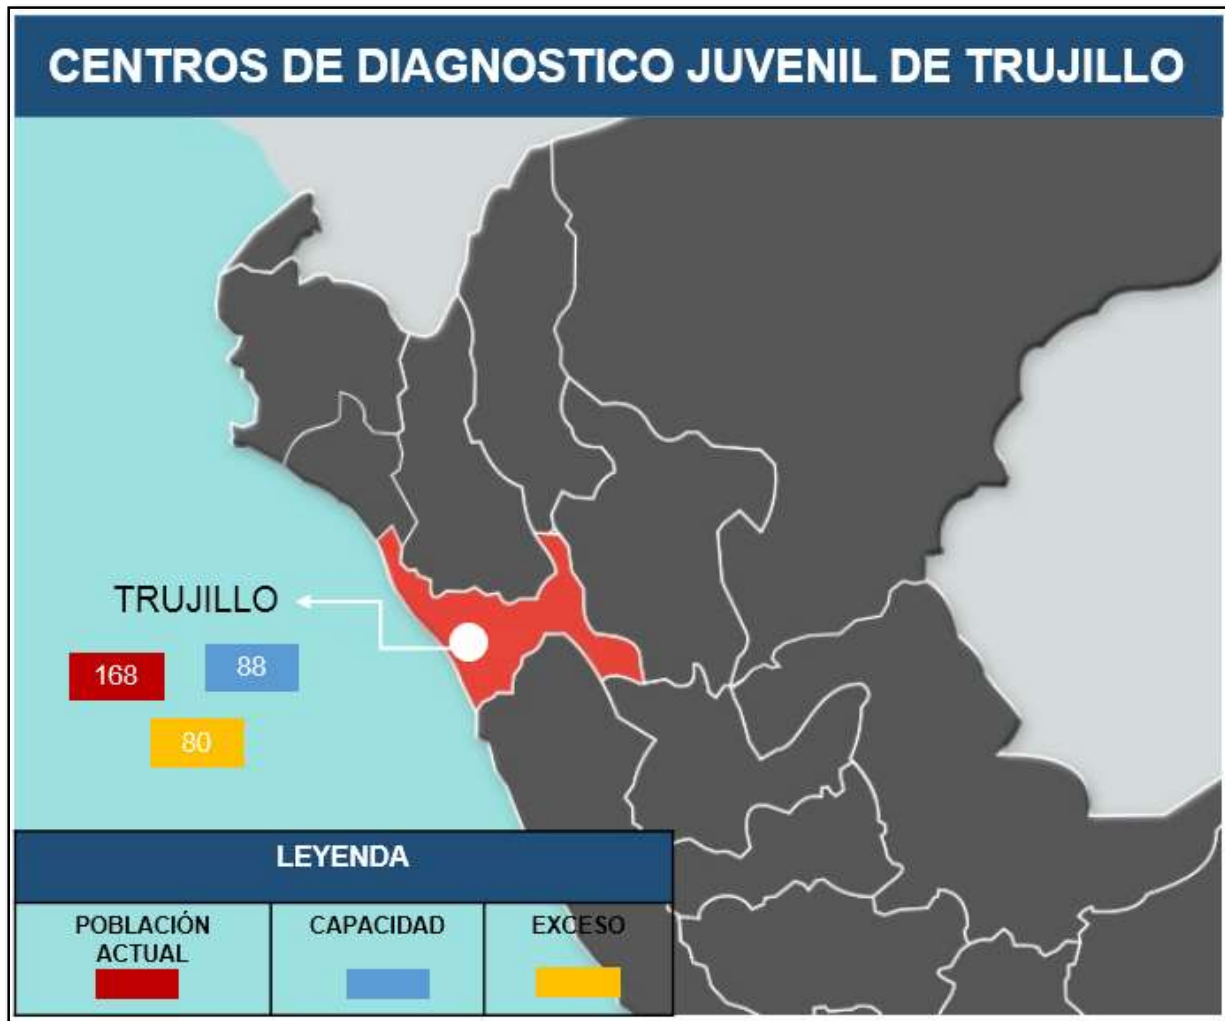 CENTROS DE DIAGNOSTICO JUVENIL DE TRUJILLO
TRUJILLO
168
88
80
LEYENDA
POBLACIÓN
ACTUAL
CAPACIDAD
EXCESO